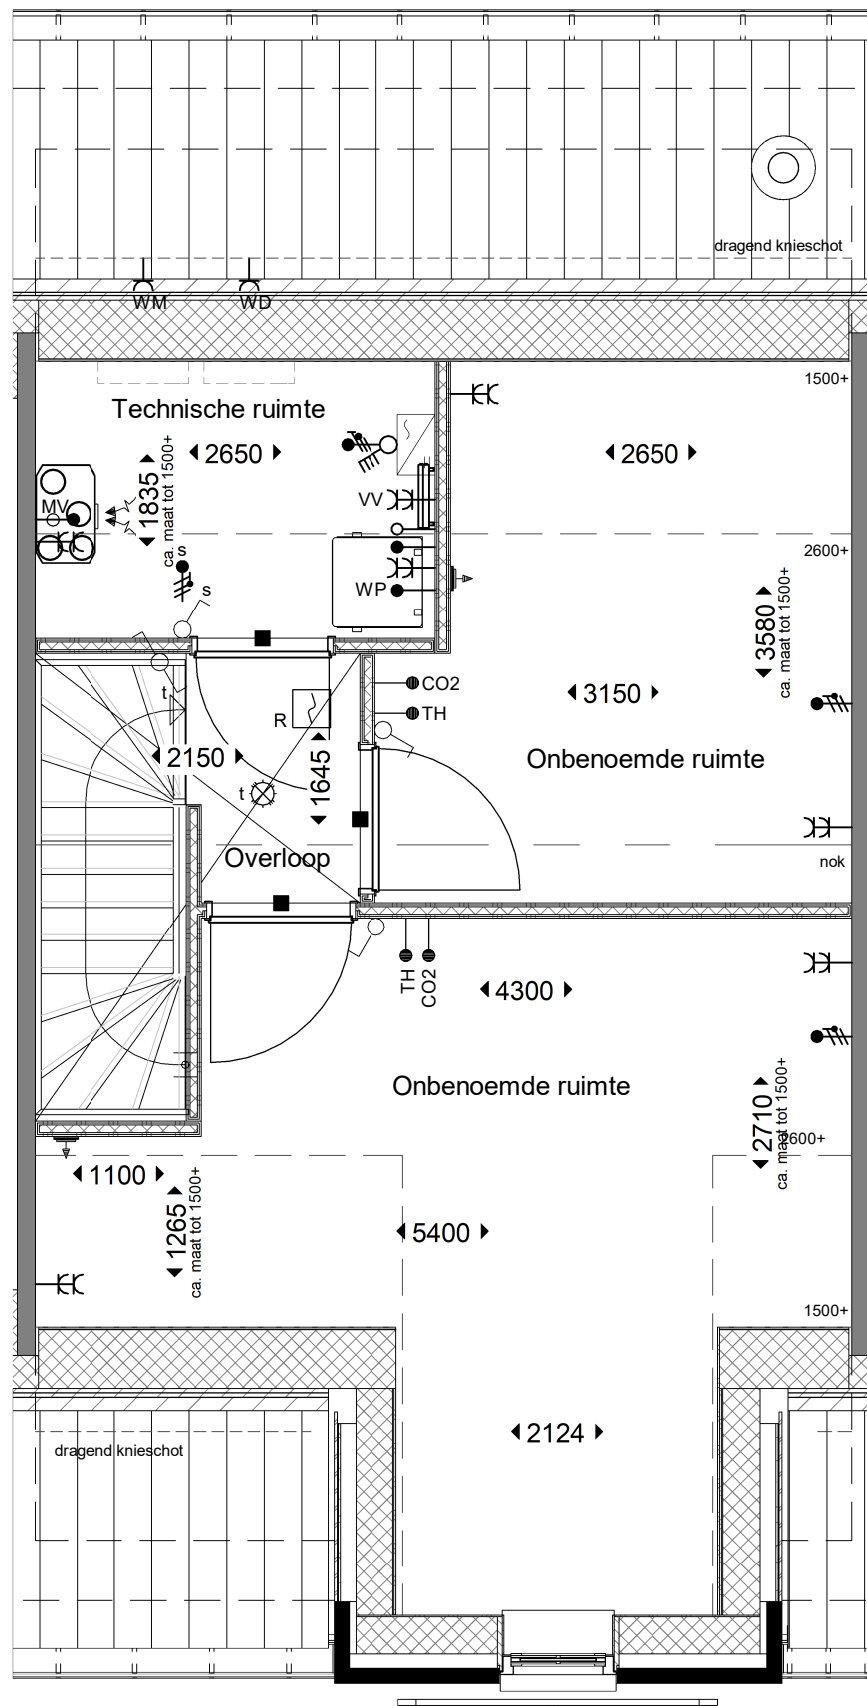 dragend knieschot
WM
WD
1500+
Technische ruimte
2650
2650
1835
ca. maat tot 1500+
MV
VV
s
2600+
WP
s
3580
ca. maat tot 1500+
CO2
t
3150
R
TH
2150
1645
Onbenoemde ruimte
t
Overloop
nok
TH
CO2
4300
Onbenoemde ruimte
2710
ca. maat tot 1500+
2600+
1100
1265
ca. maat tot 1500+
5400
1500+
2124
dragend knieschot